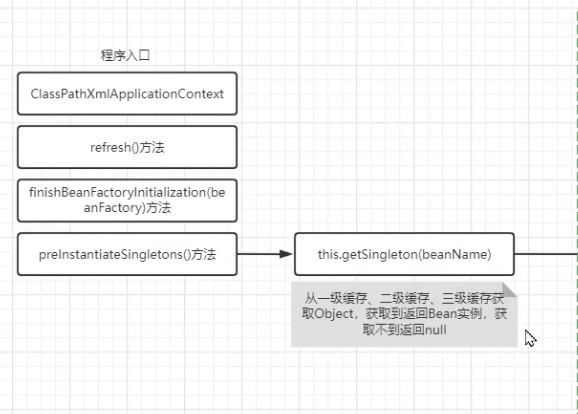 程序入口
ClassPathXmlApplicationContext
refresh()方法
finishBeanFactoryInitialization(be
anFactory)方法
preInstantiateSingletons()方法
this.getSingleton(beanName)
从一级缓存、二级缓存、三级缓存获
取Object，获取到返回Bean实例，获
取不到返回null